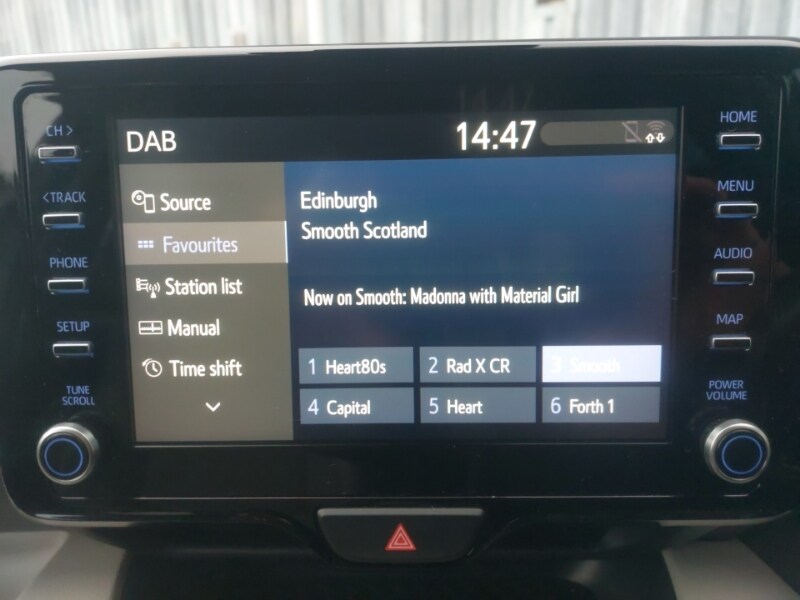 CH >
<TRACK
PHONE
SETUP
TUNE
SCROLL
DAB
14:47
Source
Favourites
Station list
Manual
Time shift
Edinburgh
Smooth Scotland
Now on Smooth: Madonna with Material Girl
1 Heart80s
2 Rad X CR
3 Smooth
4 Capital
5 Heart
6 Forth 1
HOME
MENU
AUDIO
MAP
POWER
VOLUME